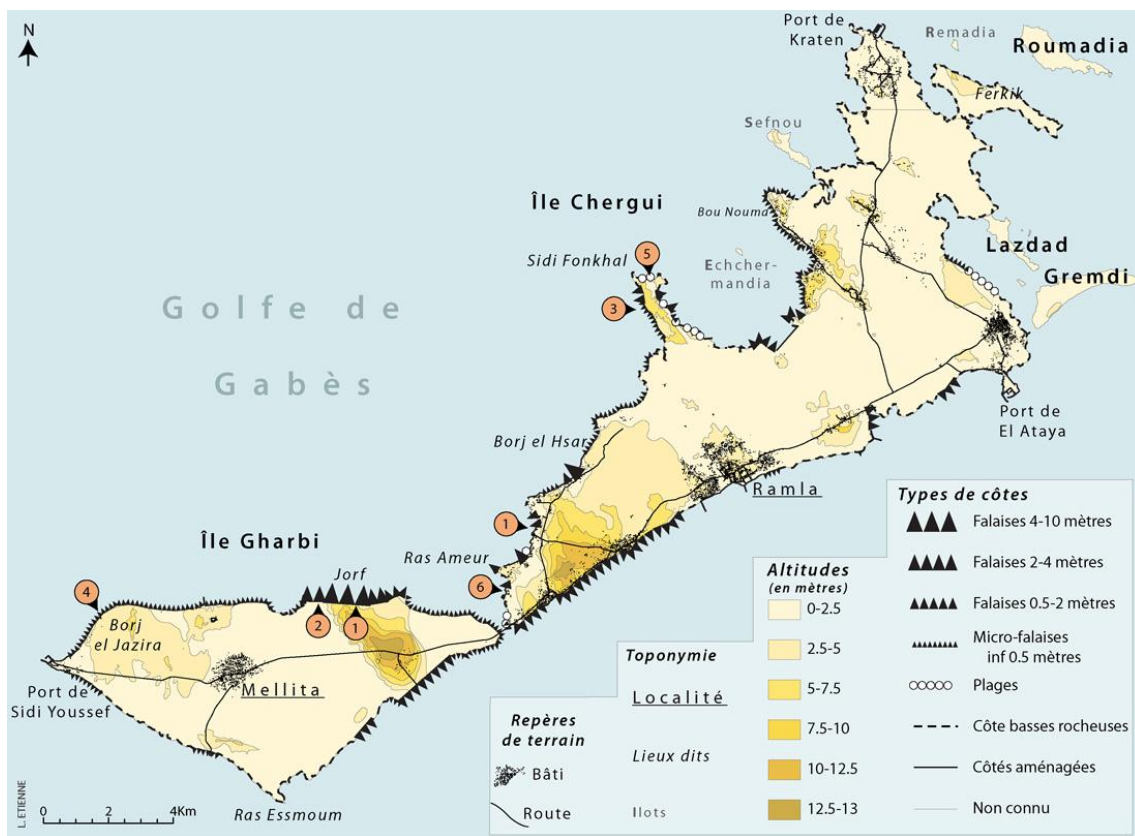 N
Port de
Kraten
Remadia
Roumadia
Ferkik
Sefnou
Île Chergui
Bou Nouma
Sidi Fonkhal
5
Echcher-
mandia
Lazdad
Gremdi
3
Golfe de
Gabès
Port de
El Ataya
Borj el Hsar
Ramla
1
Île Gharbi
Ras Ameur
Jorf
6
4
2
1
Borj
el Jazira
Port de
Sidi Youssef
Mellita
Ras Essmoum
L. ETIENNE
0 2 4Km
Repères
de terrain
Bâti
Route
Toponymie
Localité
Lieux dits
Ilots
Altitudes
(en mètres)
0-2.5
2.5-5
5-7.5
7.5-10
10-12.5
12.5-13
Types de côtes
Falaises 4-10 mètres
Falaises 2-4 mètres
Falaises 0.5-2 mètres
Micro-falaises
inf 0.5 mètres
Plages
Côte basses rocheuses
Côtés aménagées
Non connu